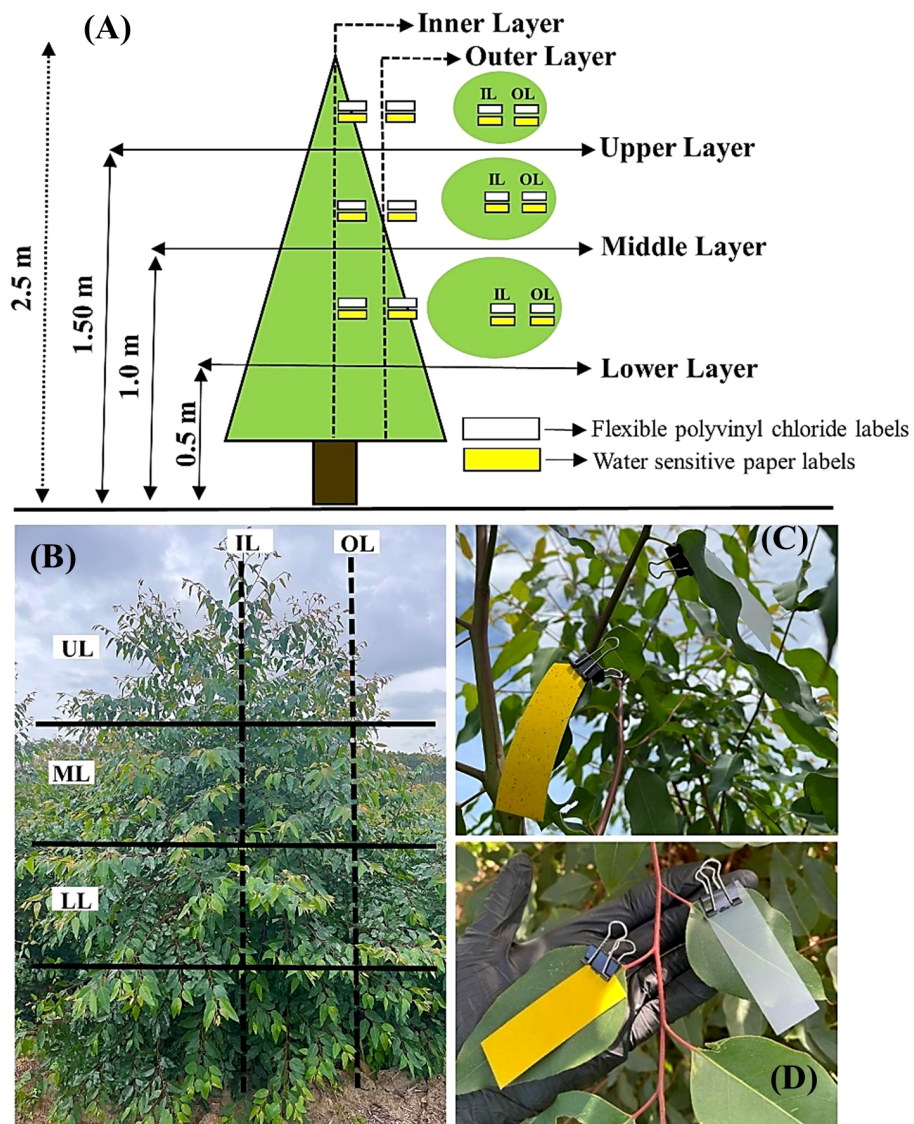 (A)
Inner Layer
Outer Layer
IL OL
Upper Layer
IL OL
Middle Layer
IL OL
Lower Layer
2.5 m
1.50 m
1.0 m
0.5 m
Flexible polyvinyl chloride labels
Water sensitive paper labels
(B)
IL
OL
UL
ML
LL
(C)
(D)